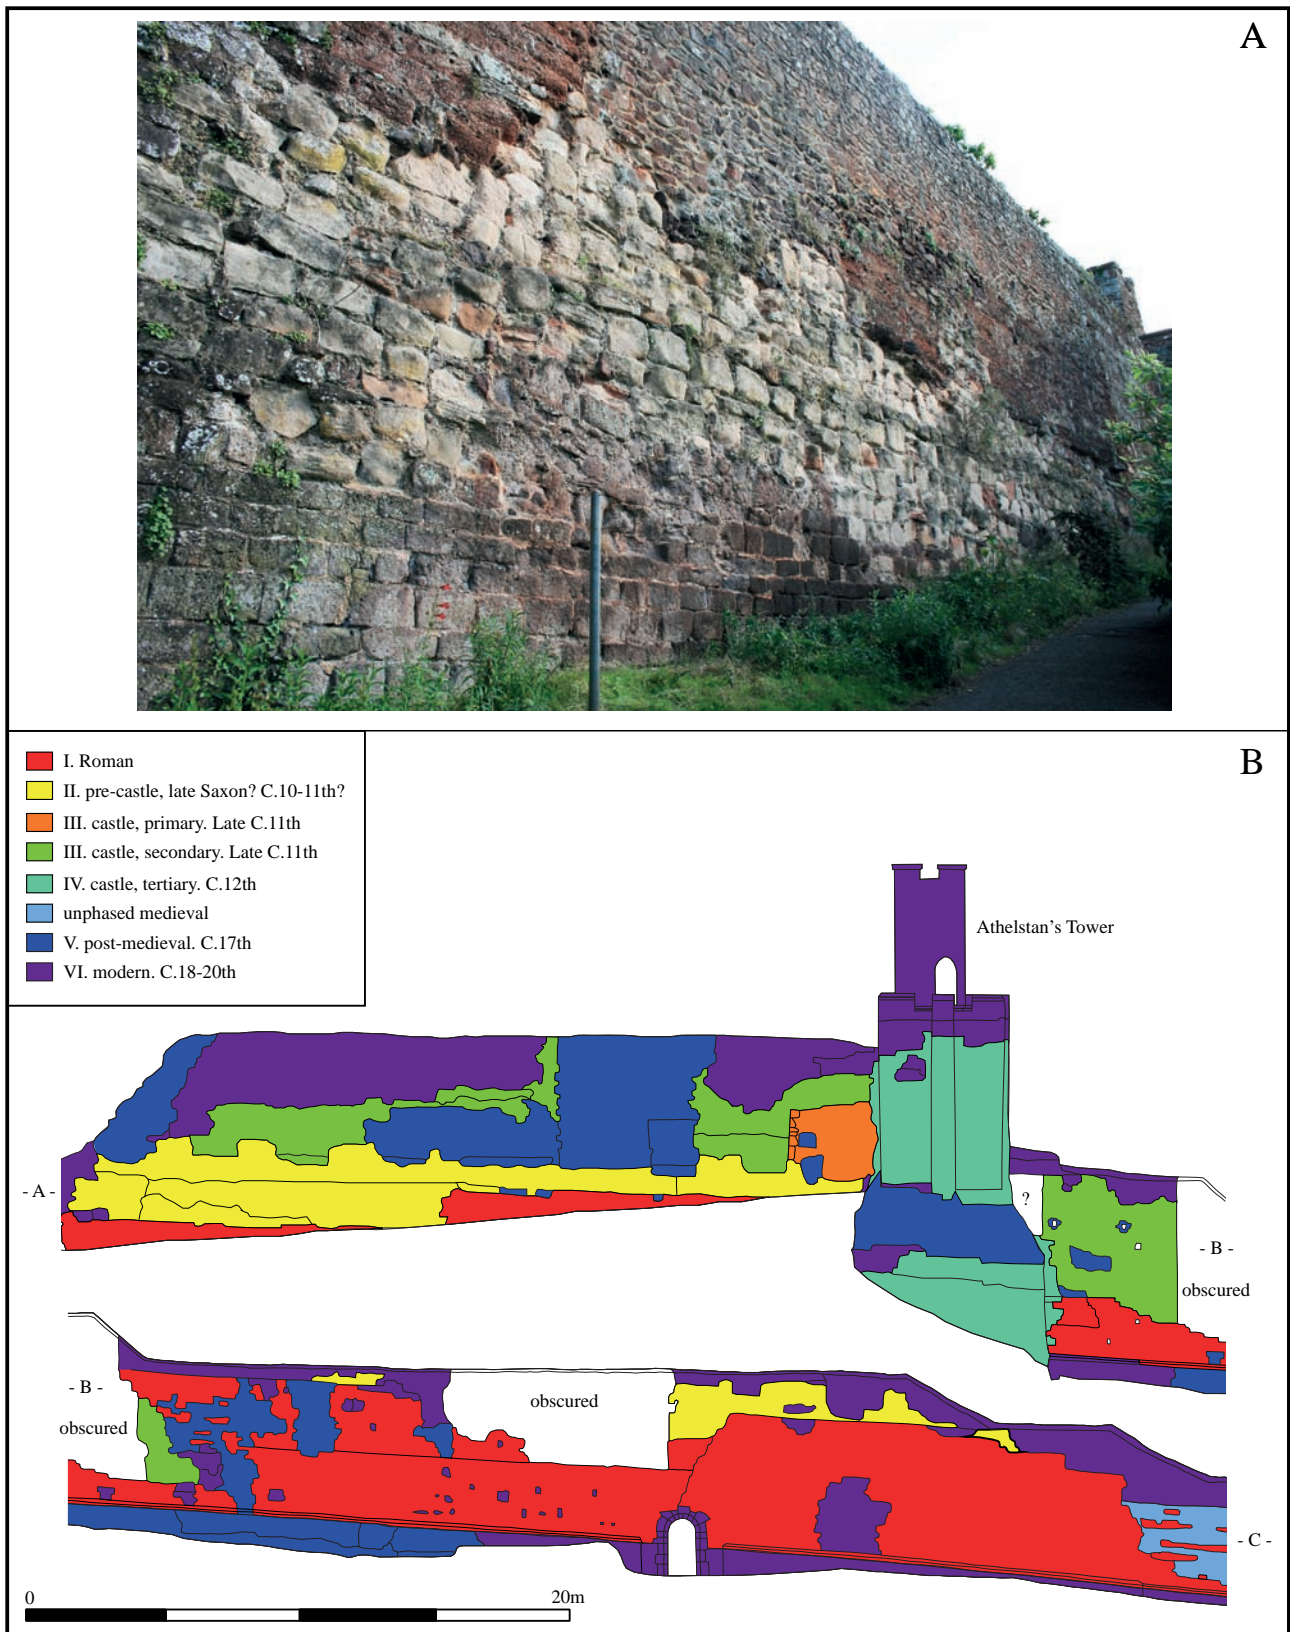 A
I. Roman
II. pre-castle, late Saxon? C.10-11th?
III. castle, primary. Late C.11th
III. castle, secondary. Late C.11th
IV. castle, tertiary. C.12th
unphased medieval
V. post-medieval. C.17th
VI. modern. C.18-20th
B
Athelstan's Tower
- A -
?
- B -
obscured
- B -
obscured
obscured
- C -
0
20m